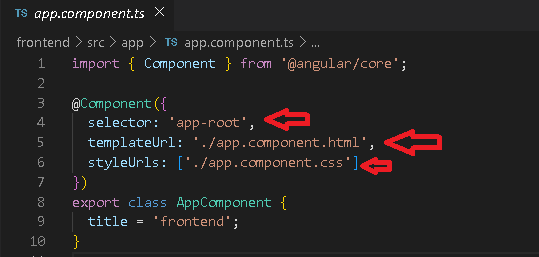 TS app.component.ts ×
frontend > src > app > TS app.component.ts > ...
1 import { Component } from '@angular/core';
2
3 @Component({
4   selector: 'app-root',
5   templateUrl: './app.component.html',
6   styleUrls: ['./app.component.css']
7 })
8 export class AppComponent {
9   title = 'frontend';
10 }